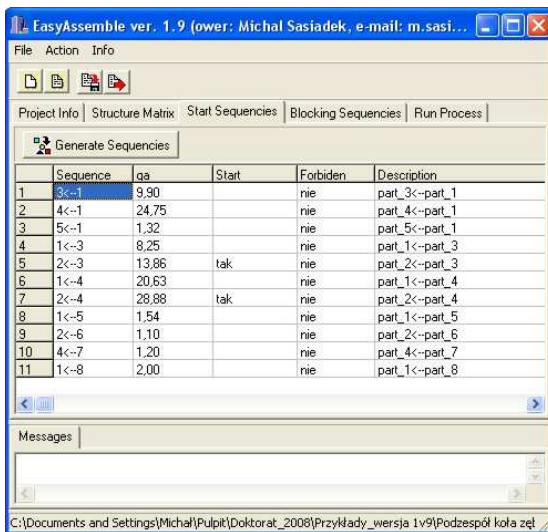 EasyAssemble ver. 1.9 (ower: Michal Sasiadek, e-mail: m.sasi...
File Action Info
Project Info Structure Matrix Start Sequencies Blocking Sequencies Run Process
Generate Sequencies
Sequence qa Start Forbiden Description
1 3<--1 9,90 nie part_3<--part_1
2 4<--1 24,75 nie part_4<--part_1
3 5<--1 1,32 nie part_5<--part_1
4 1<--3 8,25 nie part_1<--part_3
5 2<--3 13,86 tak nie part_2<--part_3
6 1<--4 20,63 nie part_1<--part_4
7 2<--4 28,88 tak nie part_2<--part_4
8 1<--5 1,54 nie part_1<--part_5
9 2<--6 1,10 nie part_2<--part_6
10 4<--7 1,20 nie part_4<--part_7
11 1<--8 2,00 nie part_1<--part_8
Messages
C:\Documents and Settings\Michał\Pulpit\Doktorat_2008\Przykłady_wersja 1v9\Podzespół koła zęł